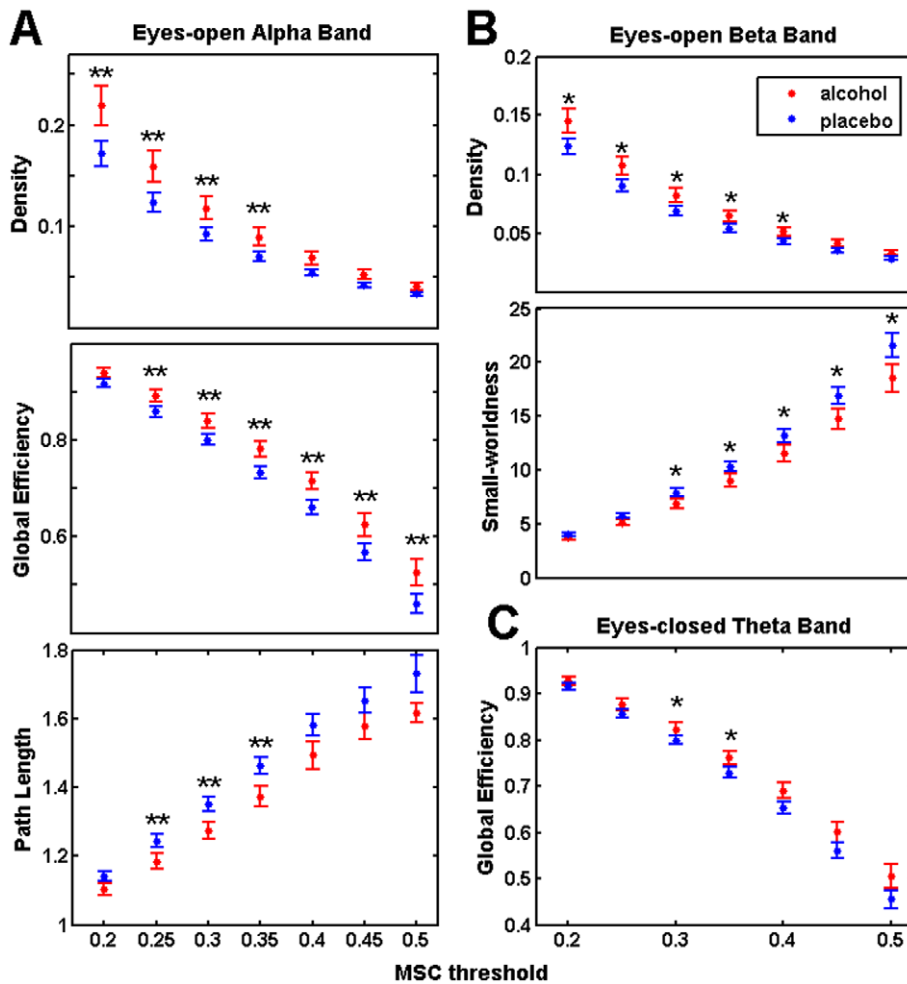 A
Eyes-open Alpha Band
Density
0.2
0.1
** ** ** **
Global Efficiency
0.8
0.6
** ** ** ** ** **
Path Length
1.8
1.6
1.4
1.2
1
** ** **
0.2 0.25 0.3 0.35 0.4 0.45 0.5
B
Eyes-open Beta Band
Density
0.2
0.15
0.1
0.05
* * * * *
alcohol
placebo
Small-worldness
25
20
15
10
5
0
* * * * *
C
Eyes-closed Theta Band
Global Efficiency
1
0.9
0.8
0.7
0.6
0.5
0.4
* *
0.2 0.3 0.4 0.5
MSC threshold